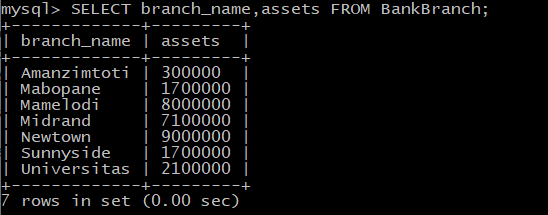 mysql> SELECT branch_name,assets FROM BankBranch;
+-------------+---------+
| branch_name | assets  |
+-------------+---------+
| Amanzimtoti | 300000  |
| Mabopane    | 1700000 |
| Mamelodi    | 8000000 |
| Midrand     | 7100000 |
| Newtown     | 9000000 |
| Sunnyside   | 1700000 |
| Universitas | 2100000 |
+-------------+---------+
7 rows in set (0.00 sec)